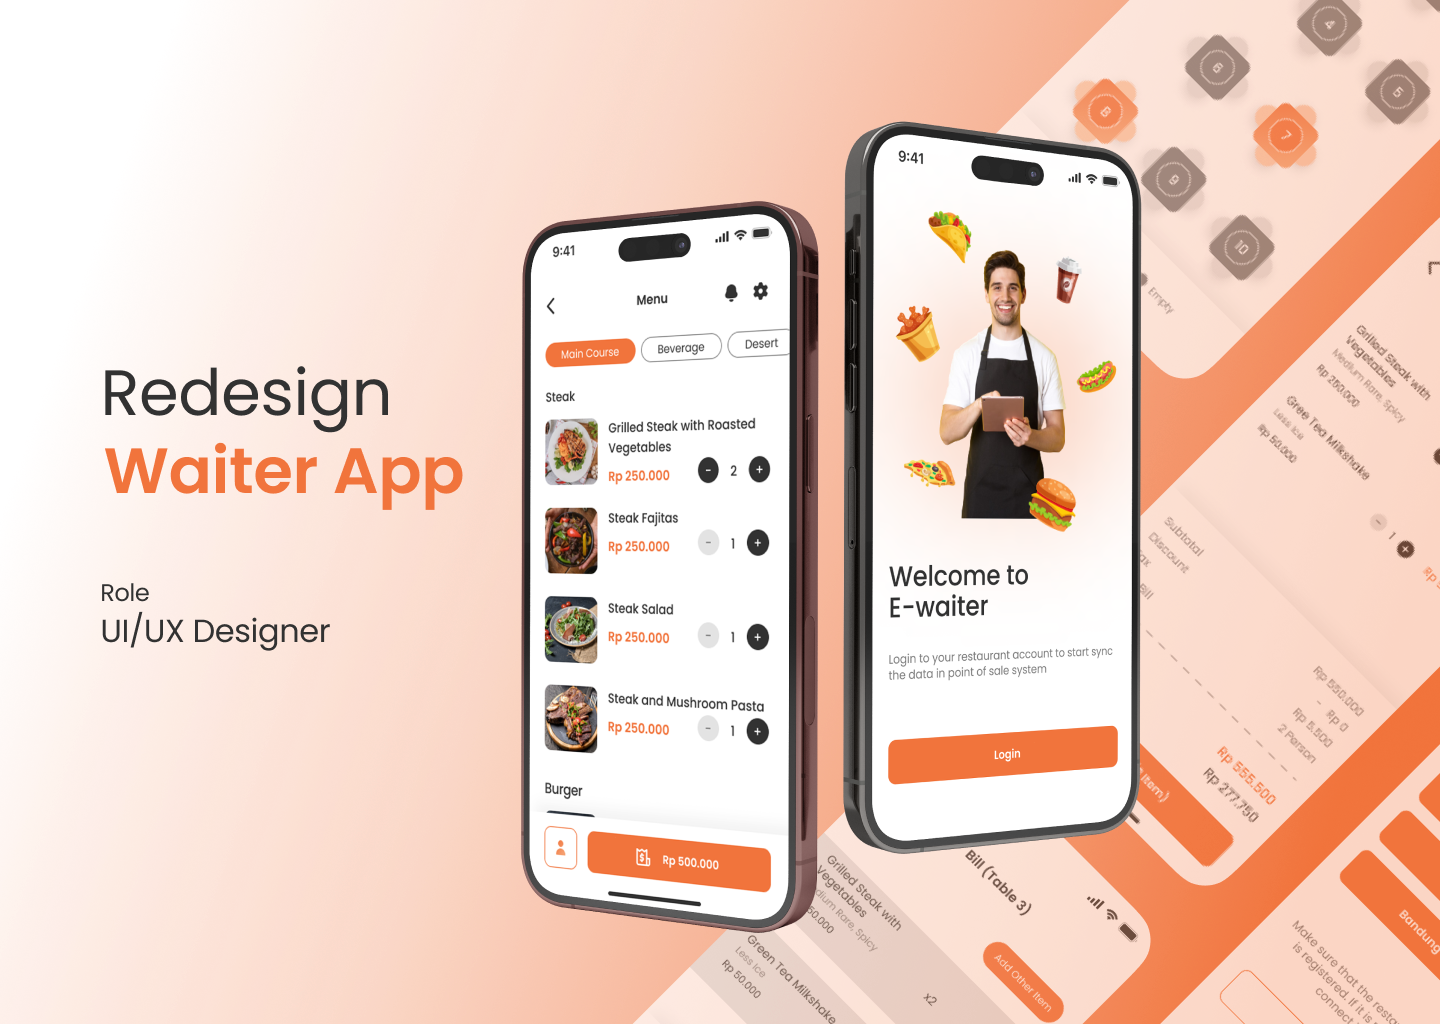 Redesign
Waiter App
Role
UI/UX Designer
9:41
Menu
Main Course
Beverage
Desert
Steak
Grilled Steak with Roasted
Vegetables
Rp 250.000
- 2 +
Steak Fajitas
Rp 250.000
- 1 +
Steak Salad
Rp 250.000
- 1 +
Steak and Mushroom Pasta
Rp 250.000
- 1 +
Burger
$
Rp 500.000
9:41
Welcome to
E-waiter
Login to your restaurant account to start sync
the data in point of sale system
Login
4
6
5
8
7
9
10
Empty
Grilled Steak with
Vegetables
Medium Rare, Spicy
Rp 250.000
Gree Tea Milkshake
Less Ice
Rp 50.000
- 1 +
Subtotal
Discount
Bill
Rp 550.000
- Rp 0
Rp 5.500
2 Person
Rp 555.500
Rp 277.750
Item)
Bill (Table 3)
Grilled Steak with
Vegetables
Rare, Spicy
50.000
x2
Green Tea Milkshake
Less Ice
Rp 50.000
Add Other Item
Bandung
Make sure that the resta
is registered. If it is
connect